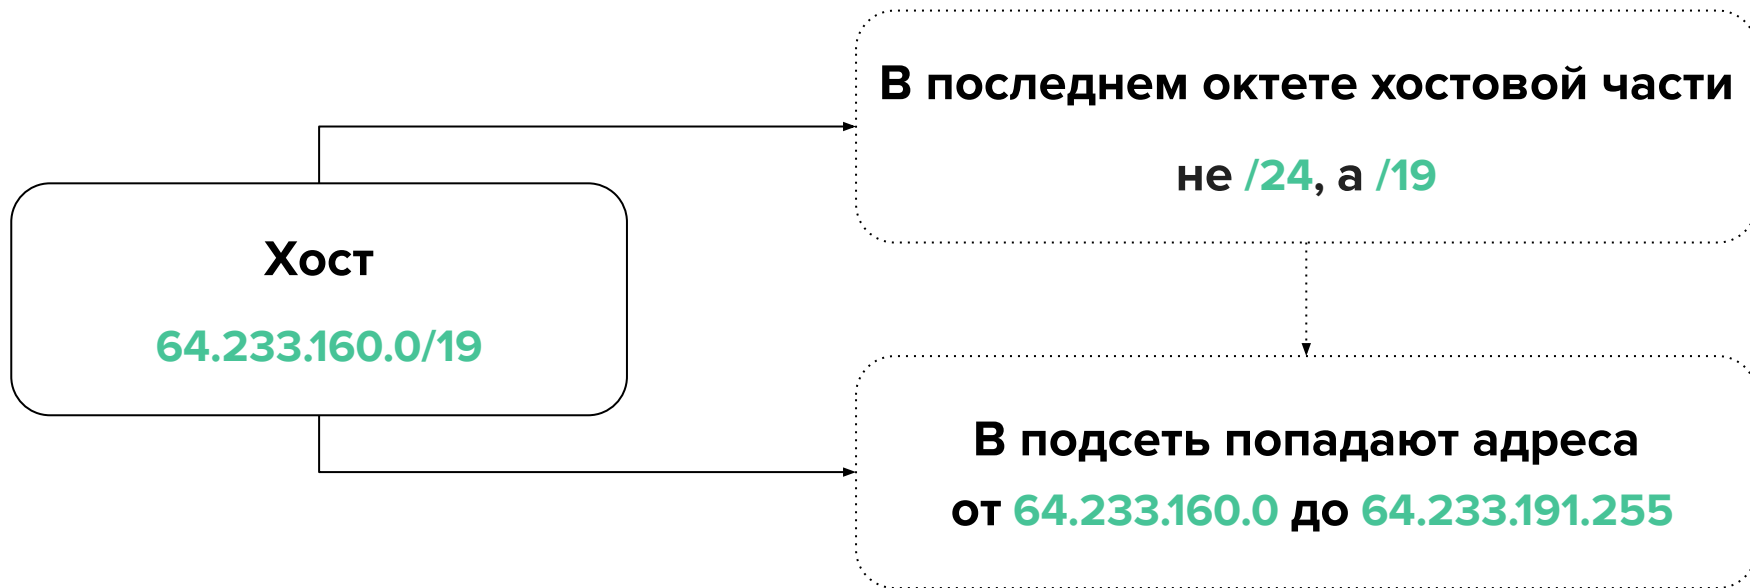 Хост
64.233.160.0/19
В последнем октете хостовой части
не /24, а /19
В подсеть попадают адреса
от 64.233.160.0 до 64.233.191.255